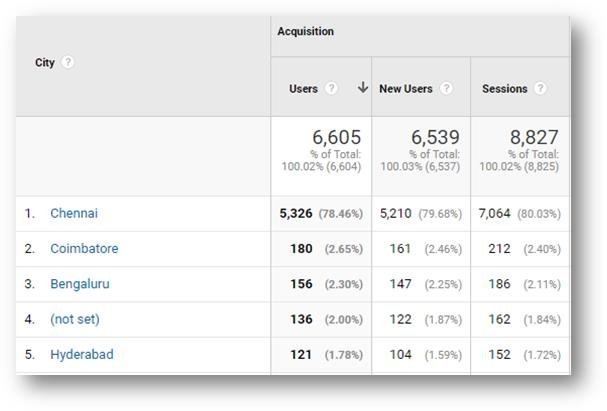 Acquisition
City ?
Users ? ↓ New Users ? Sessions ?
6,605 6,539 8,827
% of Total: % of Total: % of Total:
100.02% (6,604) 100.03% (6,537) 100.02% (8,825)
1. Chennai 5,326 (78.46%) 5,210 (79.68%) 7,064 (80.03%)
2. Coimbatore 180 (2.65%) 161 (2.46%) 212 (2.40%)
3. Bengaluru 156 (2.30%) 147 (2.25%) 186 (2.11%)
4. (not set) 136 (2.00%) 122 (1.87%) 162 (1.84%)
5. Hyderabad 121 (1.78%) 104 (1.59%) 152 (1.72%)